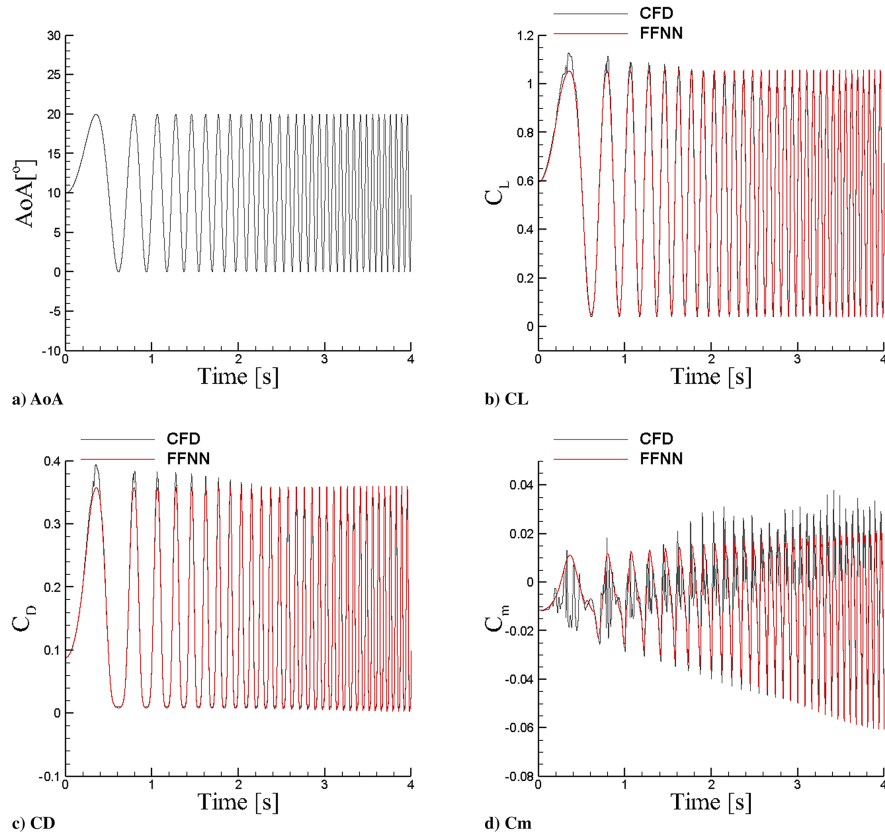 30
25
20
15
10
5
0
-5
-10
AoA[°]
0
1
2
3
4
Time [s]
a) AoA
CFD
FFNN
1.2
1
0.8
0.6
0.4
0.2
0
C_L
0
1
2
3
4
Time [s]
b) CL
CFD
FFNN
0.4
0.3
0.2
0.1
0
-0.1
C_D
0
1
2
3
4
Time [s]
c) CD
CFD
FFNN
0.04
0.02
0
-0.02
-0.04
-0.06
-0.08
C_m
0
1
2
3
4
Time [s]
d) Cm